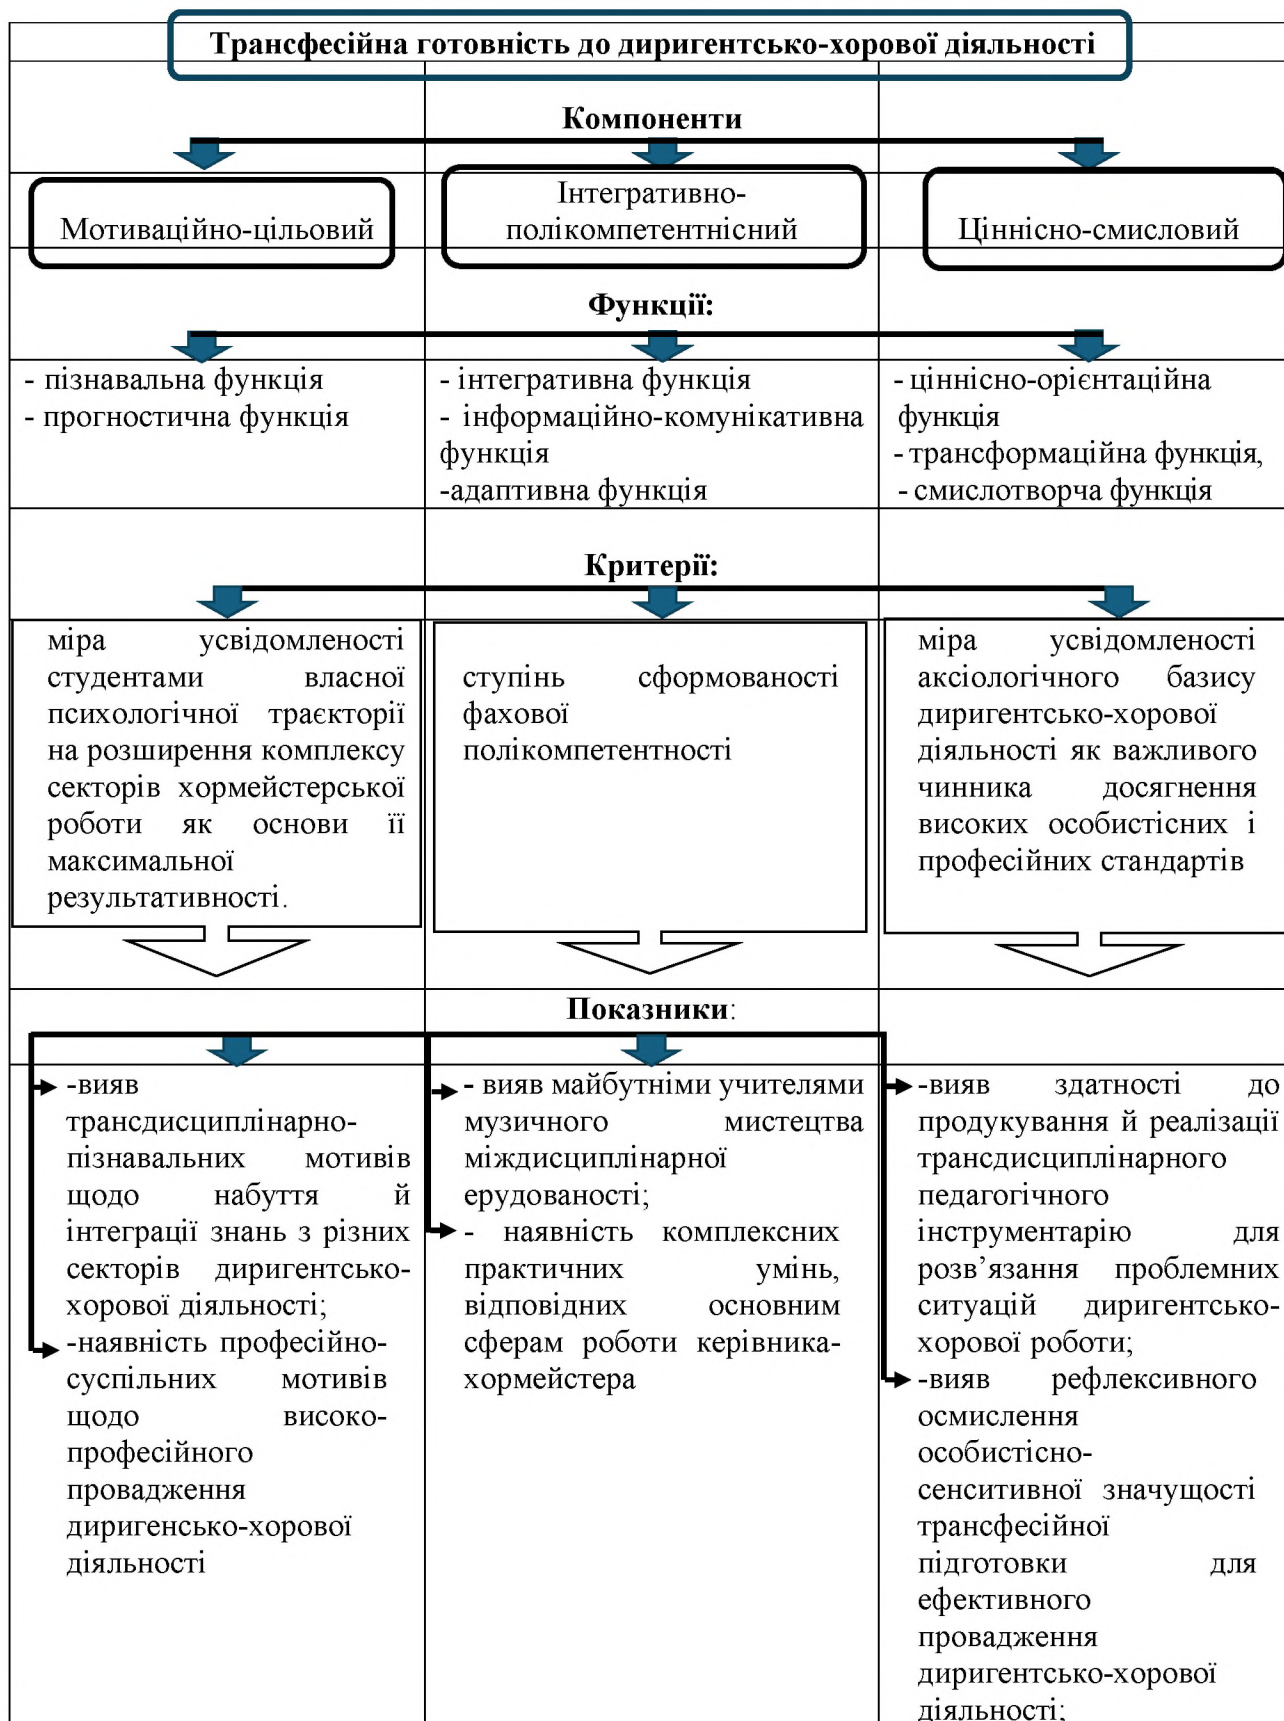 Трансфесійна готовність до диригентсько-хорової діяльності
Компоненти
Мотиваційно-цільовий
Інтегративно-
полікомпетентнісний
Ціннісно-смисловий
Функції:
- пізнавальна функція
- прогностична функція
- інтегративна функція
- інформаційно-комунікативна
функція
-адаптивна функція
- ціннісно-орієнтаційна
функція
- трансформаційна функція,
- смислотворча функція
Критерії:
міра усвідомленості
студентами власної
психологічної траєкторії
на розширення комплексу
секторів хормейстерської
роботи як основи її
максимальної
результативності.
ступінь сформованості
фахової
полікомпетентності
міра усвідомленості
аксіологічного базису
диригентсько-хорової
діяльності як важливого
чинника досягнення
високих особистісних і
професійних стандартів
Показники:
-вияв
трансдисциплінарно-
пізнавальних мотивів
щодо набуття й
інтеграції знань з різних
секторів диригентсько-
хорової діяльності;
-наявність професійно-
суспільних мотивів
щодо високо-
професійного
провадження
диригенсько-хорової
діяльності
- вияв майбутніми учителями
музичного мистецтва
міждисциплінарної
ерудованості;
- наявність комплексних
практичних умінь,
відповідних основним
сферам роботи керівника-
хормейстера
-вияв здатності до
продукування й реалізації
трансдисциплінарного
педагогічного
інструментарію для
розв’язання проблемних
ситуацій диригентсько-
хорової роботи;
-вияв рефлексивного
осмислення
особистісно-
сенситивної значущості
трансфесійної
підготовки для
ефективного
провадження
диригентсько-хорової
діяльності;